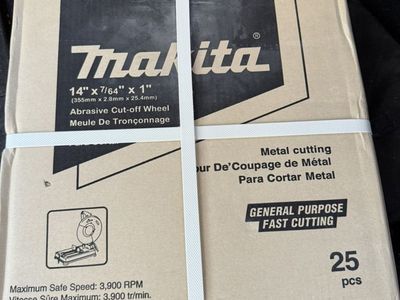 makita®
14" x 7/64" x 1"
(355mm x 2.8mm x 25.4mm)
Abrasive Cut-off Wheel
Meule De Tronçonnage
Metal cutting
our De'Coupage de Métal
Para Cortar Metal
GENERAL PURPOSE
FAST CUTTING
25
pcs
Maximum Safe Speed: 3,900 RPM
Vitesse Sûre Maximum: 3,900 tr/min.